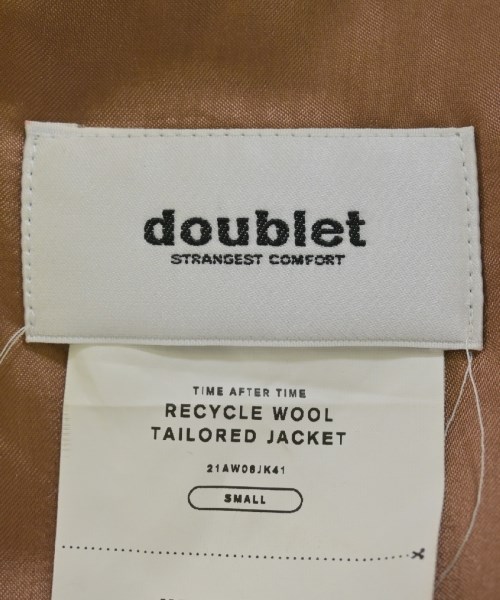 doublet
STRANGEST COMFORT
TIME AFTER TIME
RECYCLE WOOL
TAILORED JACKET
21AW08JK41
SMALL